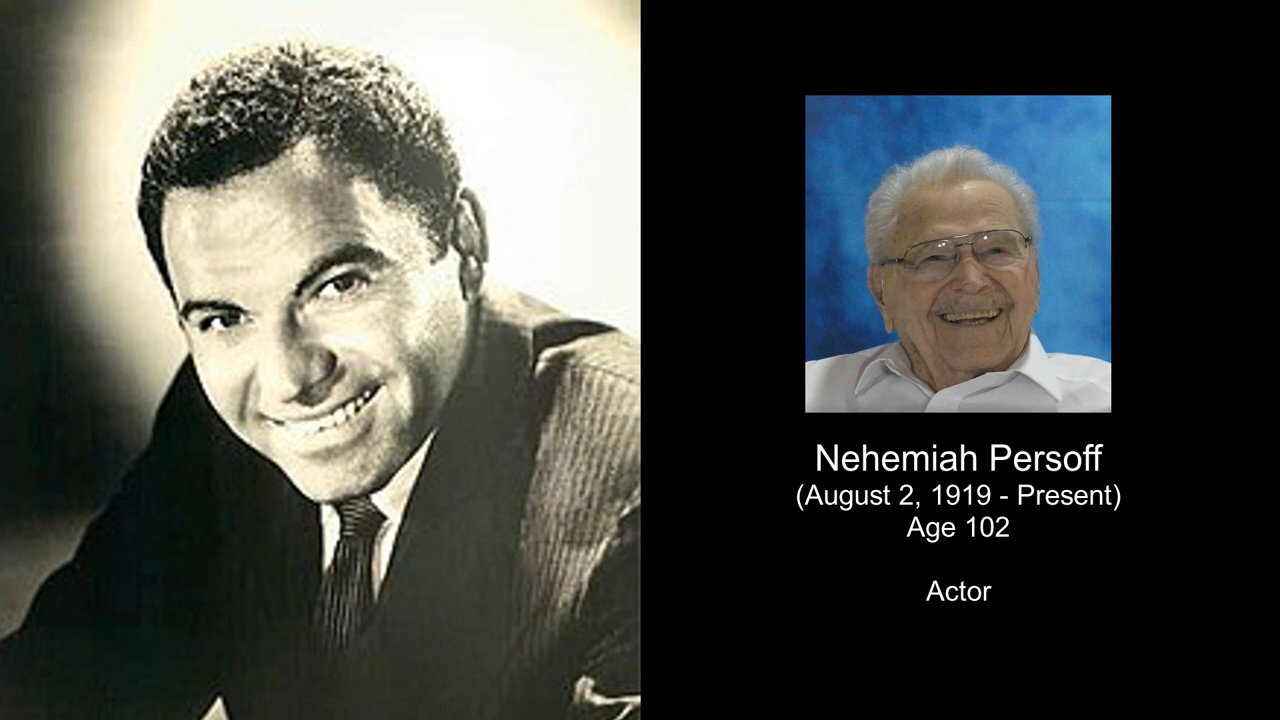 Nehemiah Persoff
(August 2, 1919 - Present)
Age 102
Actor